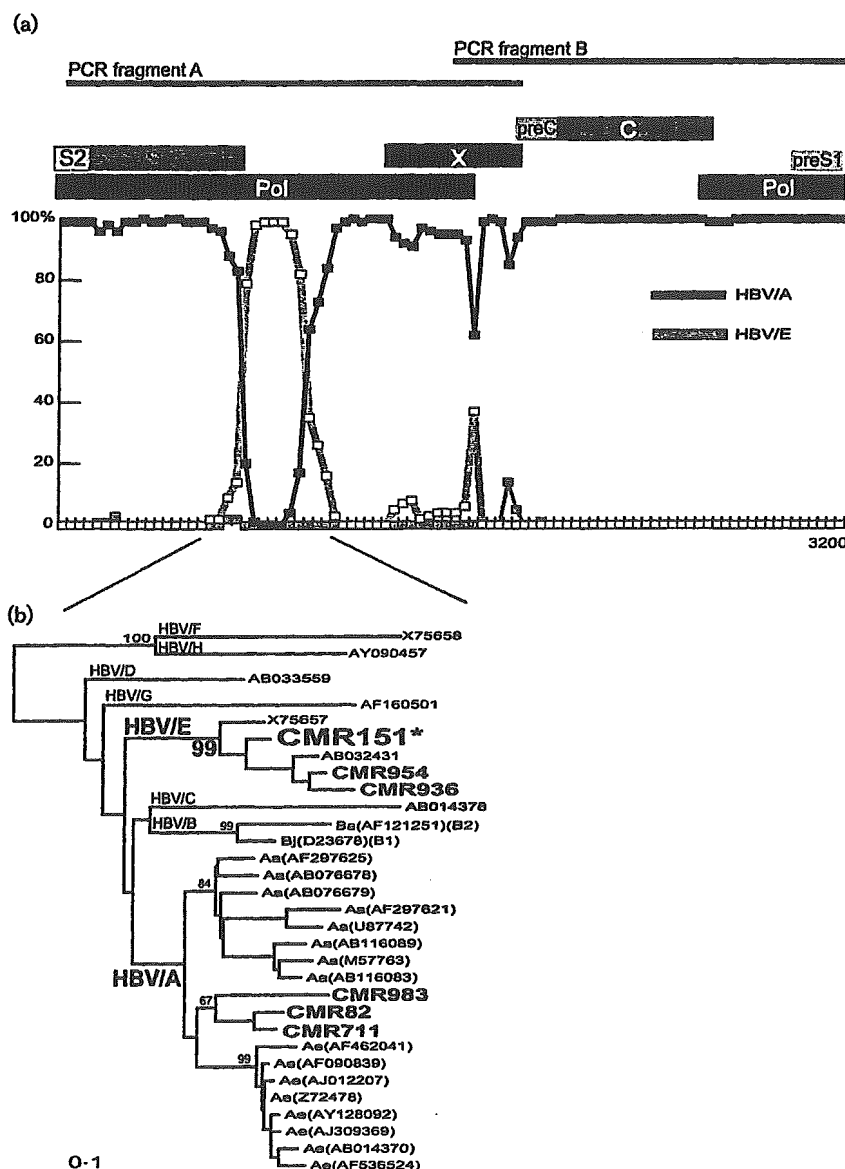 (a)
PCR fragment B
PCR fragment A
preC
C
S2
X
preS1
Pol
Pol
100%
80
HBV/A
HBV/E
60
40
20
0
3200
(b)
HBV/F
100
X75658
HBV/H
AY090457
HBV/D
AB033559
HBV/G
AF160501
X75657
HBV/E
CMR151*
99
AB032431
CMR954
CMR936
HBV/C
AB014378
HBV/B
99
Ba(AF121251)(B2)
Bj(D23678)(B1)
Aa(AF297625)
84
Aa(AB076678)
Aa(AB076679)
Aa(AF297621)
Aa(U87742)
Aa(AB116089)
Aa(M57763)
HBV/A
Aa(AB116083)
67
CMR983
CMR82
CMR711
99
Ae(AF462041)
Ae(AF090839)
Ae(AJ012207)
Ae(Z72478)
Ae(AY128092)
Ae(AJ309369)
Ae(AB014370)
Ae(AF536524)
0·1